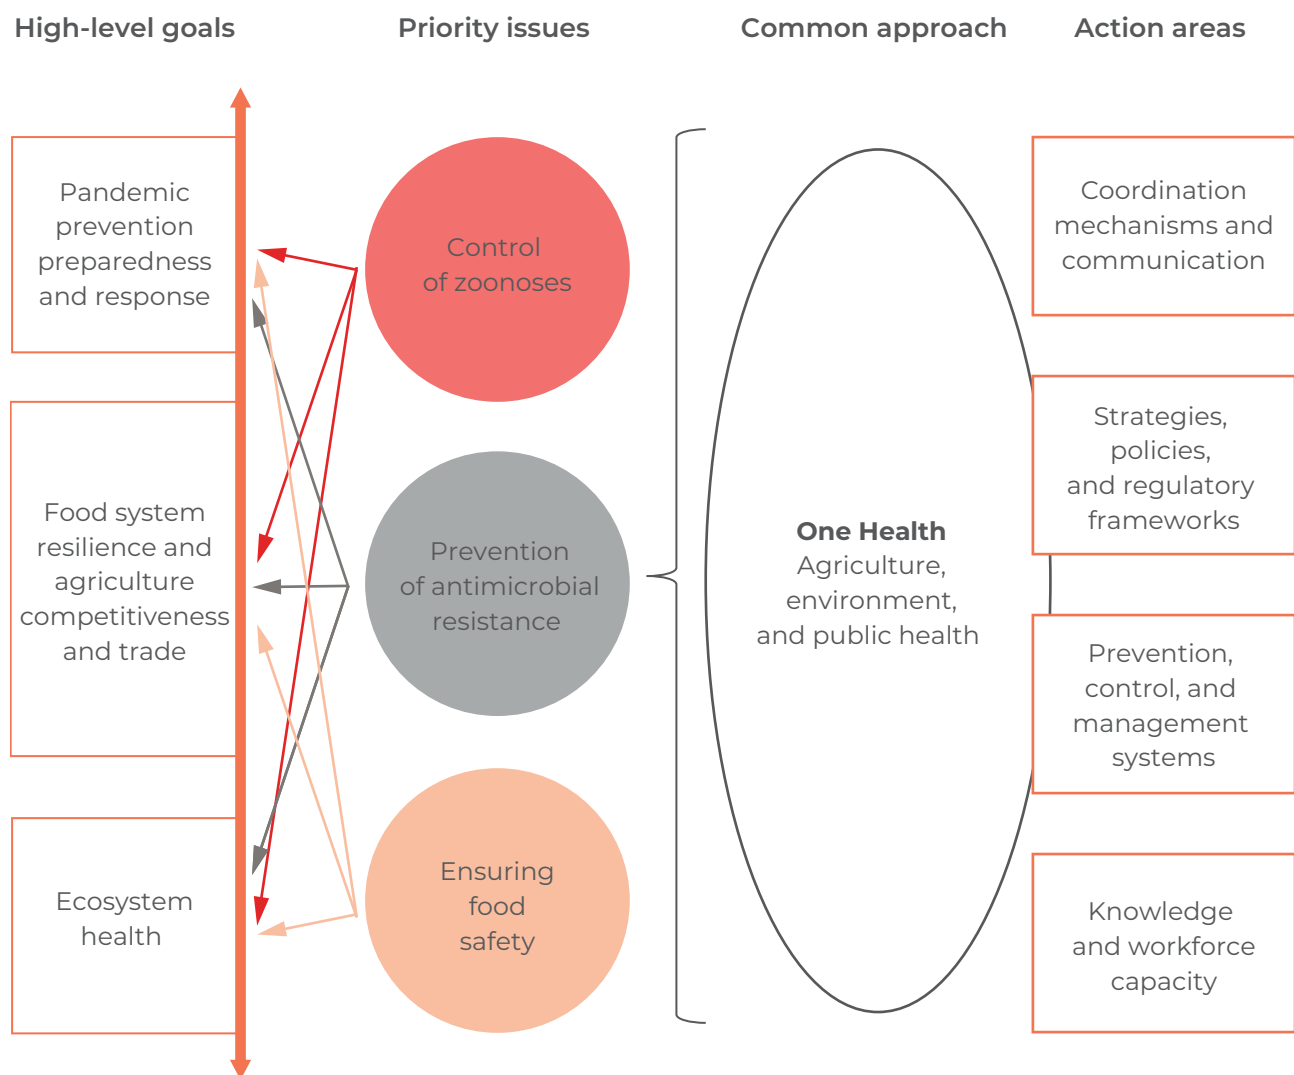 High-level goals
Priority issues
Common approach
Action areas
Pandemic
prevention
preparedness
and response
Food system
resilience and
agriculture
competitiveness
and trade
Ecosystem
health
Control
of zoonoses
Prevention
of antimicrobial
resistance
Ensuring
food
safety
One Health
Agriculture,
environment,
and public health
Coordination
mechanisms and
communication
Strategies,
policies,
and regulatory
frameworks
Prevention,
control, and
management
systems
Knowledge
and workforce
capacity